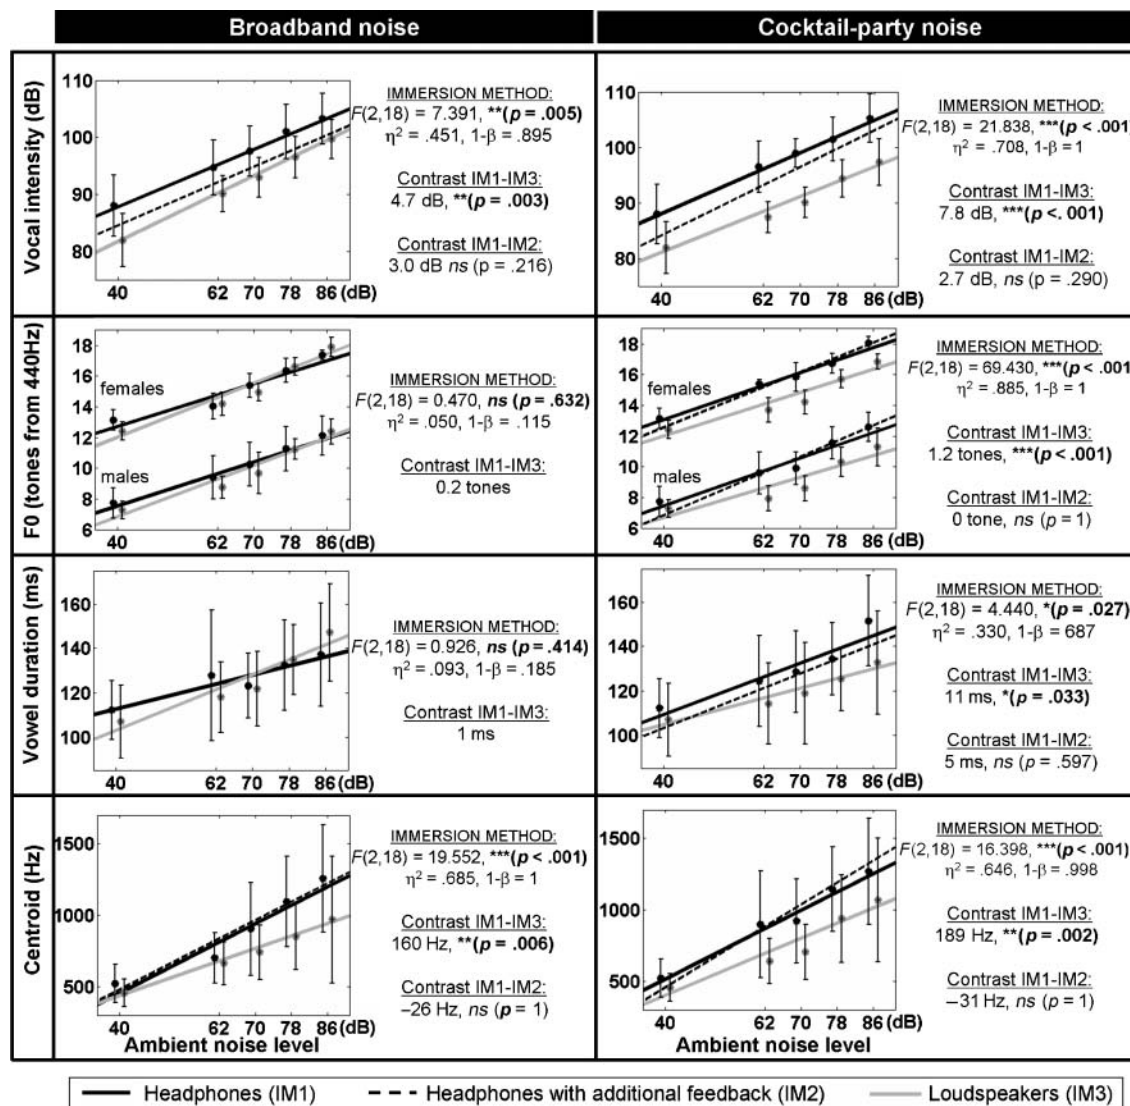 Broadband noise
Cocktail-party noise
Vocal intensity (dB)
110
100
90
80
40 62 70 78 86 (dB)
IMMERSION METHOD:
F(2,18) = 7.391, **(p = .005)
η² = .451, 1-β = .895
Contrast IM1-IM3:
4.7 dB, **(p = .003)
Contrast IM1-IM2:
3.0 dB ns (p = .216)
110
100
90
80
40 62 70 78 86 (dB)
IMMERSION METHOD:
F(2,18) = 21.838, ***(p < .001)
η² = .708, 1-β = 1
Contrast IM1-IM3:
7.8 dB, ***(p <. 001)
Contrast IM1-IM2:
2.7 dB, ns (p = .290)
F0 (tones from 440Hz)
18
16
14
12
10
8
6
females
males
40 62 70 78 86 (dB)
IMMERSION METHOD:
F(2,18) = 0.470, ns (p = .632)
η² = .050, 1-β = .115
Contrast IM1-IM3:
0.2 tones
18
16
14
12
10
8
6
females
males
40 62 70 78 86 (dB)
IMMERSION METHOD:
F(2,18) = 69.430, ***(p < .001
η² = .885, 1-β = 1
Contrast IM1-IM3:
1.2 tones, ***(p < .001)
Contrast IM1-IM2:
0 tone, ns (p = 1)
Vowel duration (ms)
160
140
120
100
40 62 70 78 86 (dB)
IMMERSION METHOD:
F(2,18) = 0.926, ns (p = .414)
η² = .093, 1-β = .185
Contrast IM1-IM3:
1 ms
160
140
120
100
40 62 70 78 86 (dB)
IMMERSION METHOD:
F(2,18) = 4.440, *(p = .027)
η² = .330, 1-β = 687
Contrast IM1-IM3:
11 ms, *(p = .033)
Contrast IM1-IM2:
5 ms, ns (p = .597)
Centroid (Hz)
1500
1000
500
40 62 70 78 86 (dB)
Ambient noise level
IMMERSION METHOD:
F(2,18) = 19.552, ***(p < .001)
η² = .685, 1-β = 1
Contrast IM1-IM3:
160 Hz, **(p = .006)
Contrast IM1-IM2:
–26 Hz, ns (p = 1)
1500
1000
500
40 62 70 78 86 (dB)
Ambient noise level
IMMERSION METHOD:
F(2,18) = 16.398, ***(p < .001)
η² = .646, 1-β = .998
Contrast IM1-IM3:
189 Hz, **(p = .002)
Contrast IM1-IM2:
–31 Hz, ns (p = 1)
Headphones (IM1) Headphones with additional feedback (IM2) Loudspeakers (IM3)